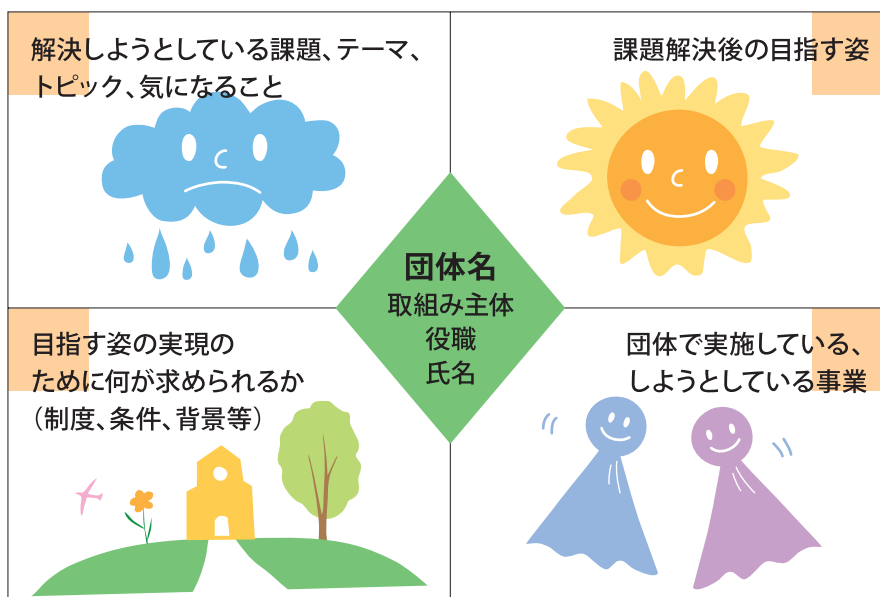 解決しようとしている課題、テーマ、
トピック、気になること
課題解決後の目指す姿
団体名
取組み主体
役職
氏名
目指す姿の実現の
ために何が求められるか
（制度、条件、背景等）
団体で実施している、
しようとしている事業